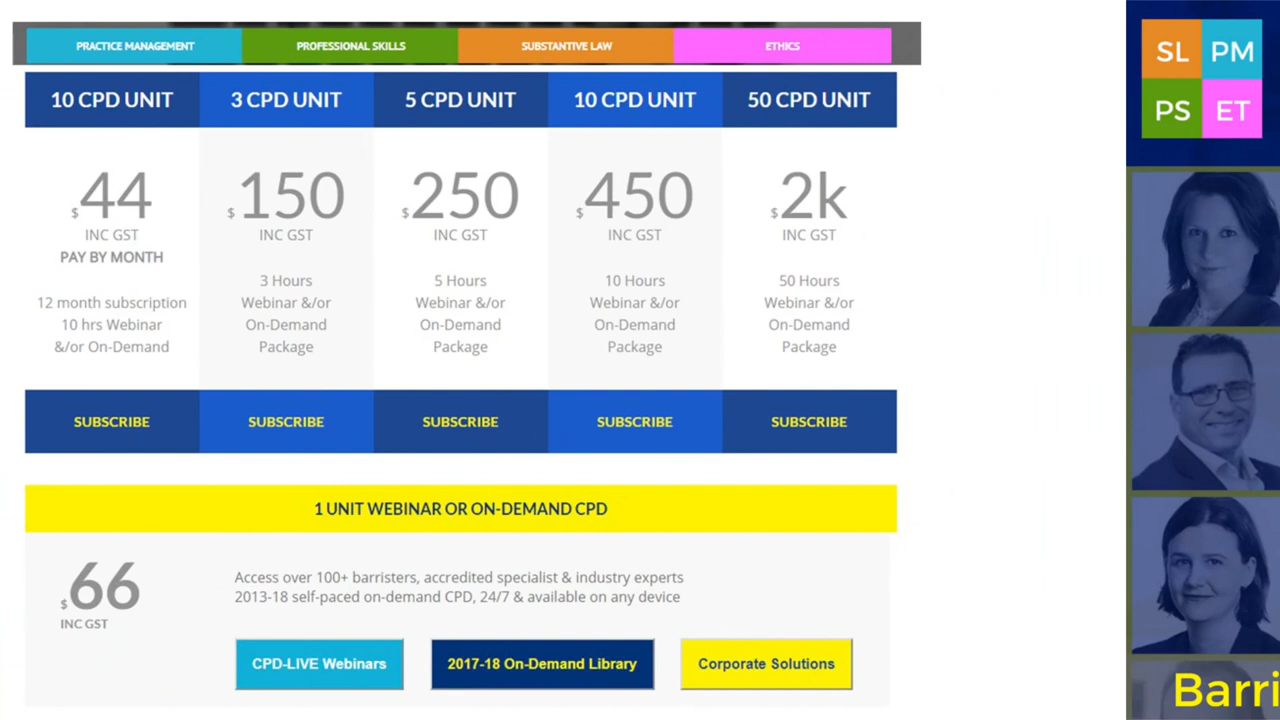 PRACTICE MANAGEMENT PROFESSIONAL SKILLS SUBSTANTIVE LAW ETHICS
10 CPD UNIT 3 CPD UNIT 5 CPD UNIT 10 CPD UNIT 50 CPD UNIT
$44 $150 $250 $450 $2k
INC GST INC GST INC GST INC GST INC GST
PAY BY MONTH
3 Hours 5 Hours 10 Hours 50 Hours
12 month subscription Webinar &/or Webinar &/or Webinar &/or Webinar &/or
10 hrs Webinar On-Demand On-Demand On-Demand On-Demand
&/or On-Demand Package Package Package Package
SUBSCRIBE SUBSCRIBE SUBSCRIBE SUBSCRIBE SUBSCRIBE
1 UNIT WEBINAR OR ON-DEMAND CPD
$66
INC GST
Access over 100+ barristers, accredited specialist & industry experts
2013-18 self-paced on-demand CPD, 24/7 & available on any device
CPD-LIVE Webinars 2017-18 On-Demand Library Corporate Solutions
SL PM
PS ET
Barri